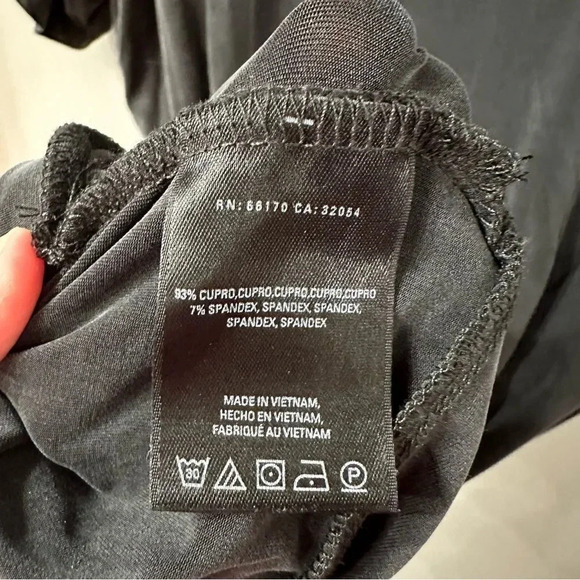 RN: 66170 CA: 32054
93% CUPRO,CUPRO,CUPRO,CUPRO,CUPRO
7% SPANDEX, SPANDEX, SPANDEX,
SPANDEX, SPANDEX
MADE IN VIETNAM,
HECHO EN VIETNAM,
FABRIQUÉ AU VIETNAM
30 P